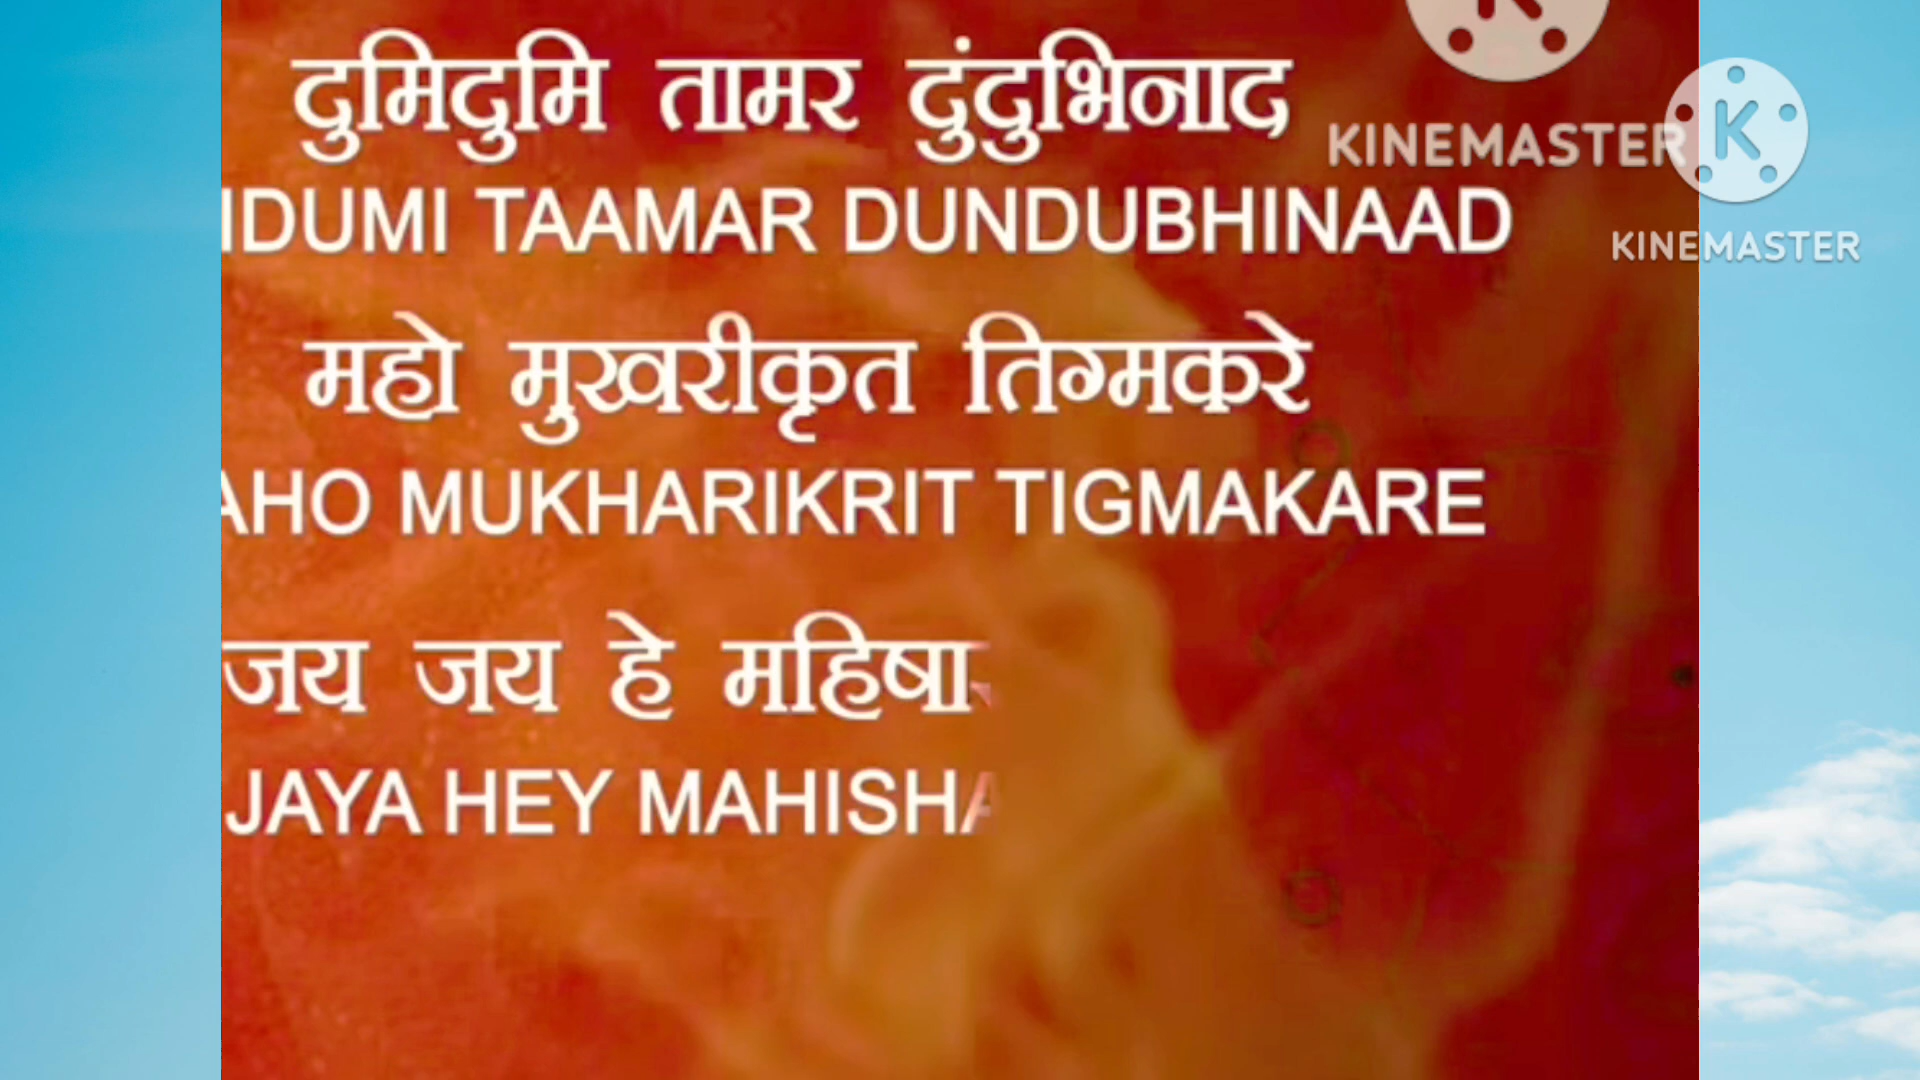 दुमिदुमि तामर दुंदुभिनाद
IDUMI TAAMAR DUNDUBHINAAD
महो मुखरीकृत तिग्मकरे
AHO MUKHARIKRIT TIGMAKARE
जय जय हे महिषा
JAYA HEY MAHISHA
KINEMASTER
KINEMASTER